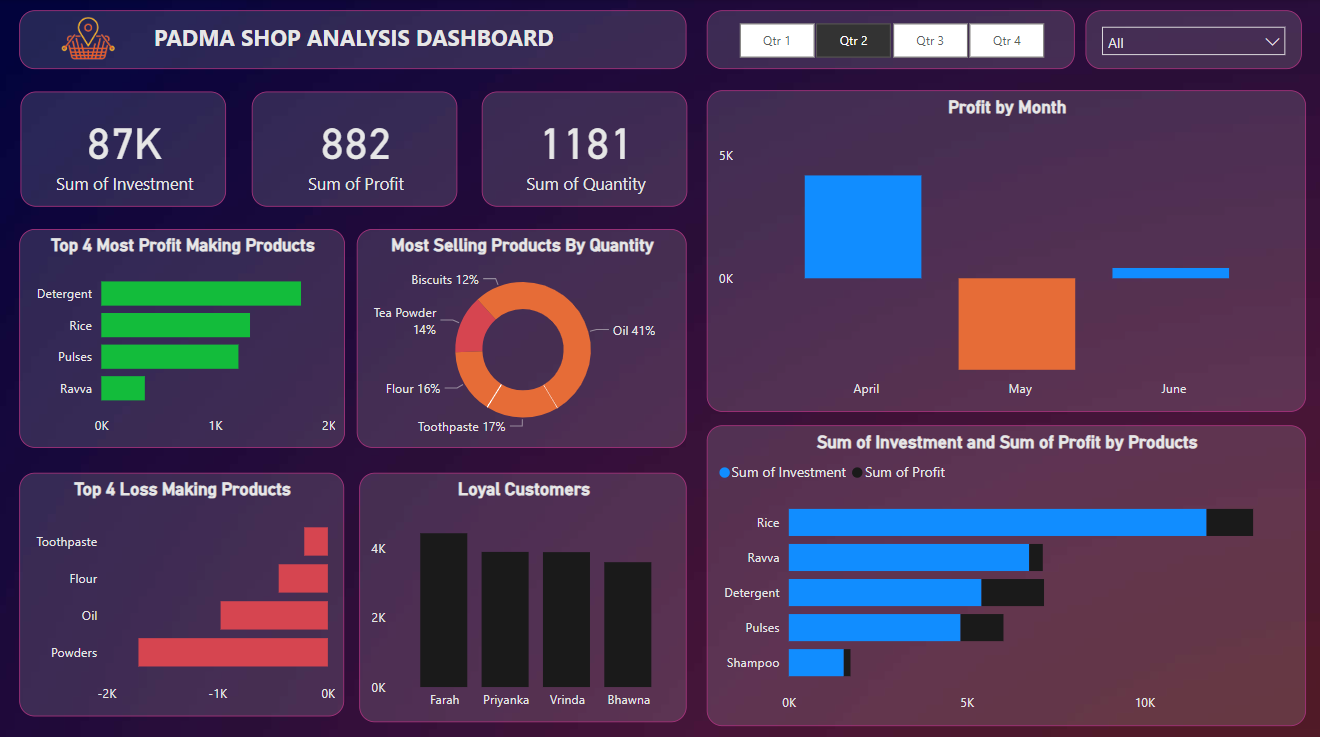 PADMA SHOP ANALYSIS DASHBOARD
Qtr 1 Qtr 2 Qtr 3 Qtr 4
All
87K
Sum of Investment
882
Sum of Profit
1181
Sum of Quantity
Profit by Month
5K
0K
April May June
Top 4 Most Profit Making Products
Detergent
Rice
Pulses
Ravva
0K 1K 2K
Most Selling Products By Quantity
Biscuits 12%
Tea Powder
14%
Oil 41%
Flour 16%
Toothpaste 17%
Sum of Investment and Sum of Profit by Products
Sum of Investment Sum of Profit
Rice
Ravva
Detergent
Pulses
Shampoo
0K 5K 10K
Top 4 Loss Making Products
Toothpaste
Flour
Oil
Powders
-2K -1K 0K
Loyal Customers
4K
2K
0K
Farah Priyanka Vrinda Bhawna